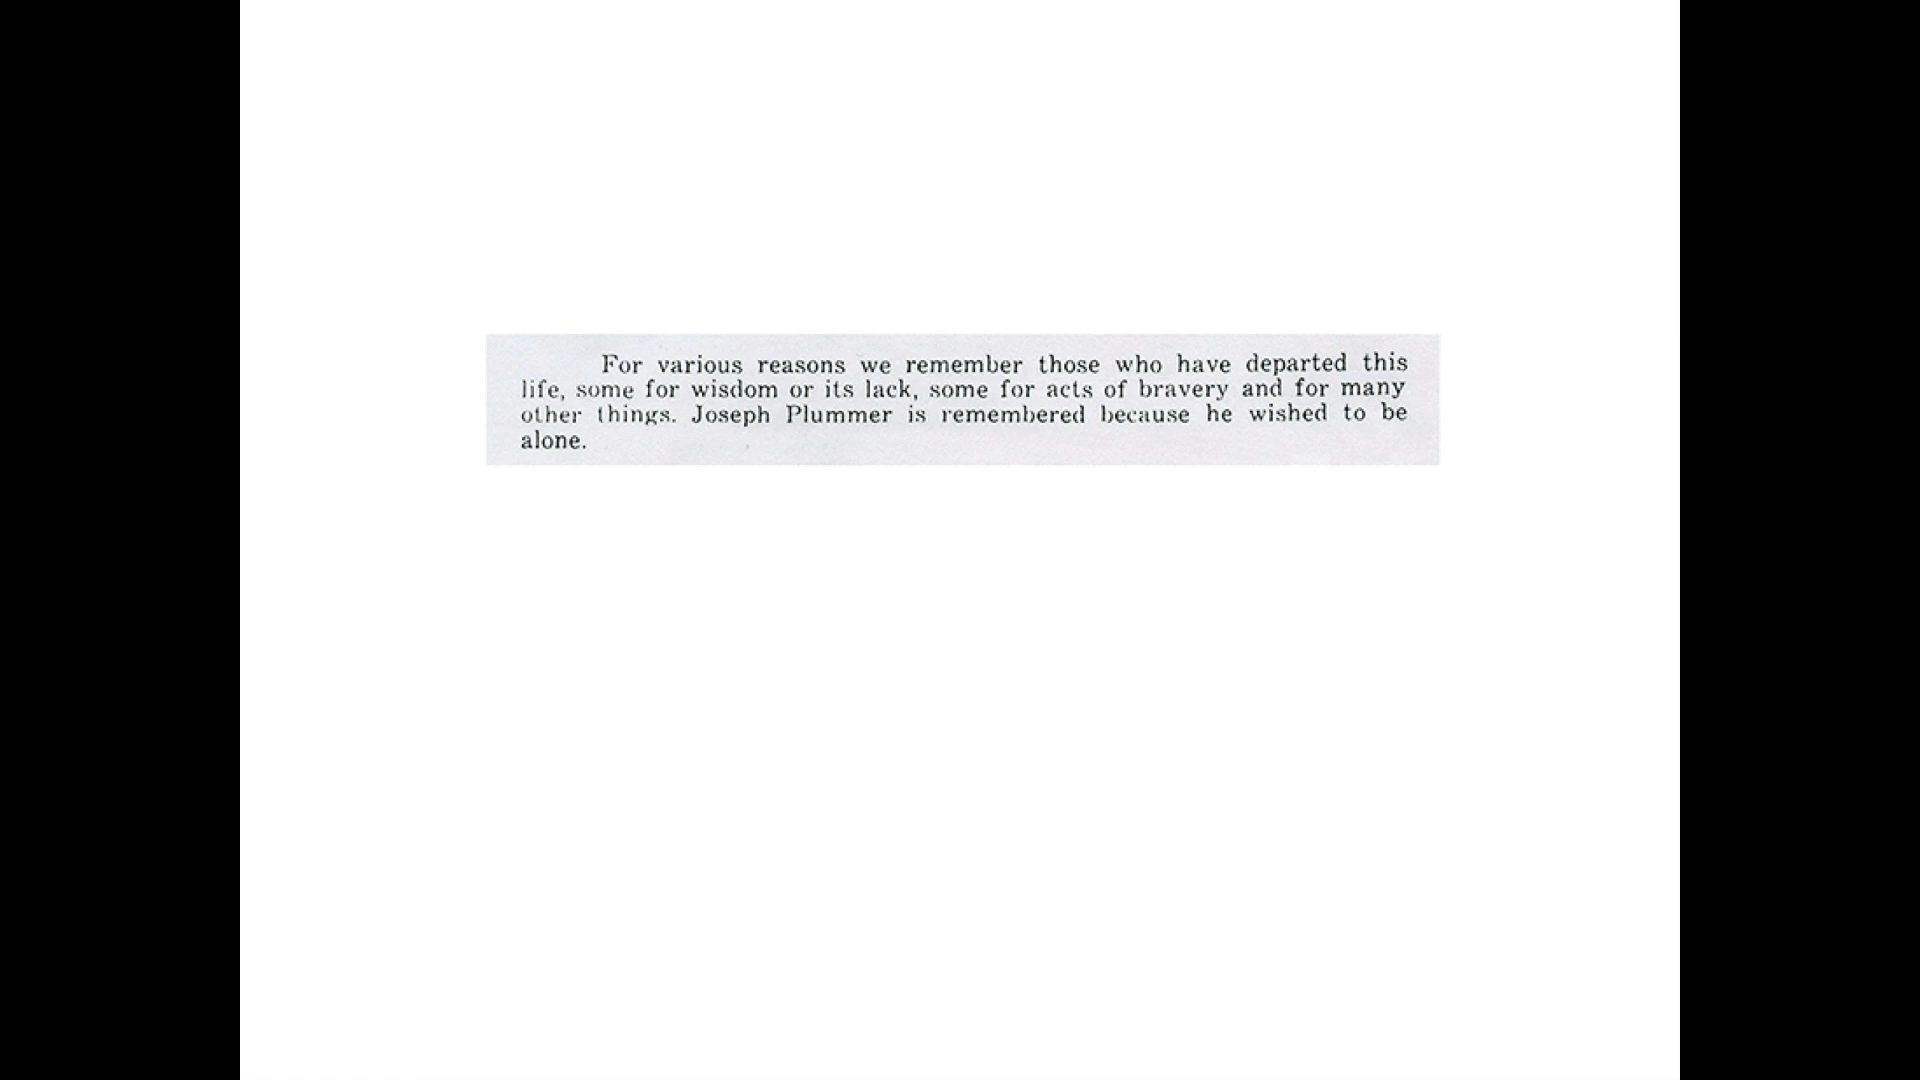 For various reasons we remember those who have departed this
life, some for wisdom or its lack, some for acts of bravery and for many
other things. Joseph Plummer is remembered because he wished to be
alone.